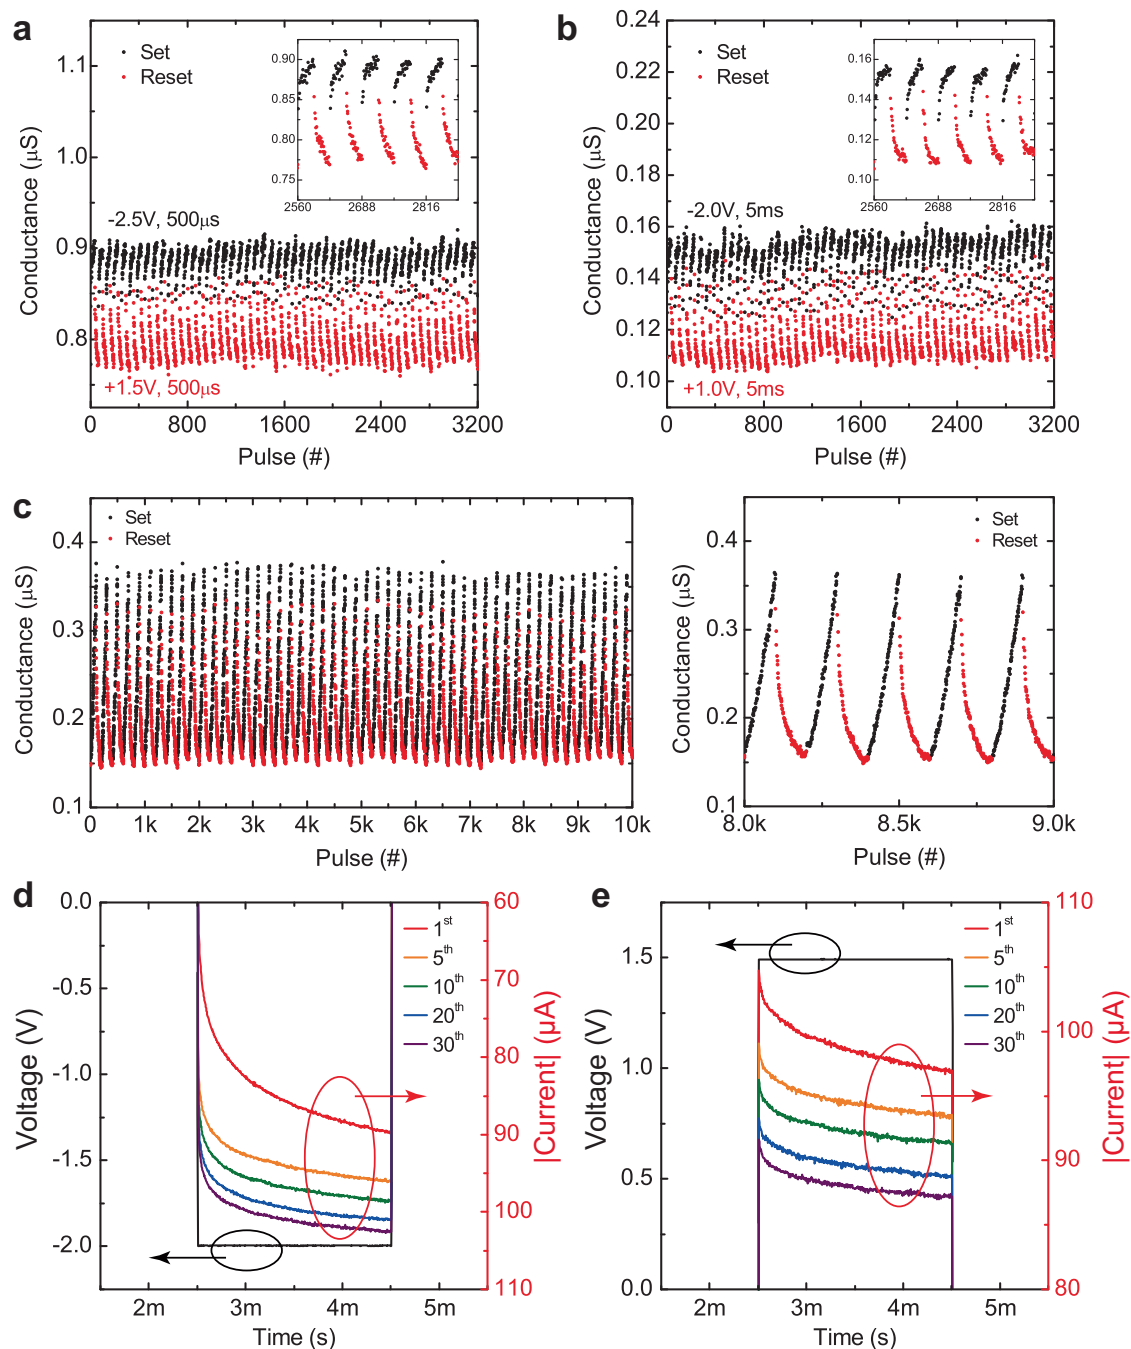 a
Set
Reset
-2.5V, 500μs
+1.5V, 500μs
1.1
1.0
0.9
0.8
Conductance (μS)
0 800 1600 2400 3200
Pulse (#)
0.90
0.85
0.80
0.75
2560 2688 2816
b
Set
Reset
-2.0V, 5ms
+1.0V, 5ms
0.24
0.22
0.20
0.18
0.16
0.14
0.12
0.10
Conductance (μS)
0 800 1600 2400 3200
Pulse (#)
0.16
0.14
0.12
0.10
2560 2688 2816
c
Set
Reset
0.4
0.3
0.2
0.1
Conductance (μS)
0 1k 2k 3k 4k 5k 6k 7k 8k 9k 10k
Pulse (#)
Set
Reset
0.4
0.3
0.2
0.1
Conductance (μS)
8.0k 8.5k 9.0k
Pulse (#)
d
0.0
-0.5
-1.0
-1.5
-2.0
Voltage (V)
1st
5th
10th
20th
30th
60
70
80
90
100
110
|Current| (μA)
2m 3m 4m 5m
Time (s)
e
1.5
1.0
0.5
0.0
Voltage (V)
1st
5th
10th
20th
30th
110
100
90
80
|Current| (μA)
2m 3m 4m 5m
Time (s)